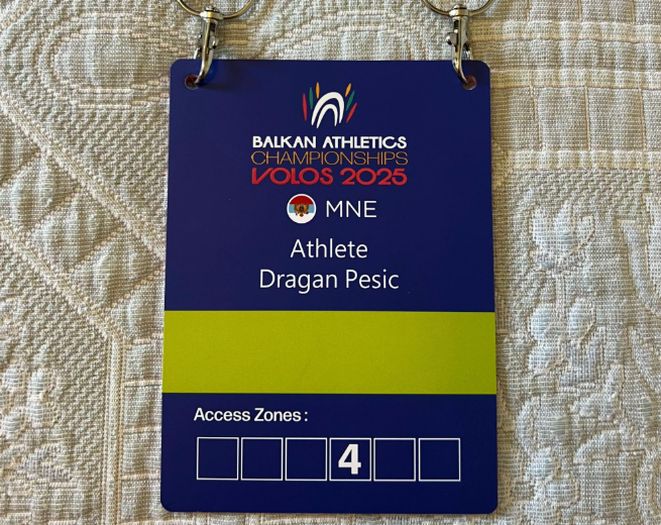 BALKAN ATHLETICS
CHAMPIONSHIPS
VOLOS 2025
MNE
Athlete
Dragan Pesic
Access Zones :
4